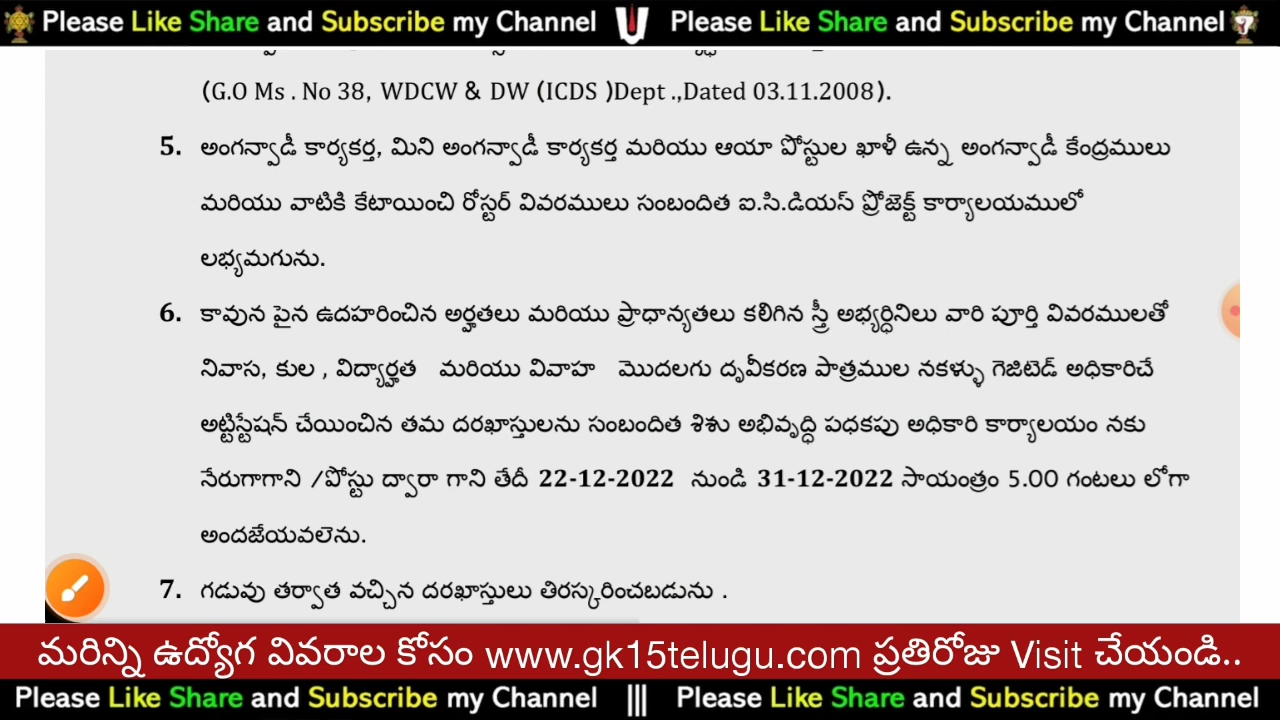 Please Like Share and Subscribe my Channel Please Like Share and Subscribe my Channel
(G.O Ms . No 38, WDCW & DW (ICDS )Dept .,Dated 03.11.2008).
5. అంగన్వాడీ కార్యకర్త, మిని అంగన్వాడీ కార్యకర్త మరియు ఆయా పోస్టుల ఖాళీ ఉన్న అంగన్వాడీ కేంద్రములు
మరియు వాటికి కేటాయించి రోస్టర్ వివరములు సంబందిత ఐ.సి.డియస్ ప్రోజెక్ట్ కార్యాలయములో
లభ్యమగును.
6. కావున పైన ఉదహరించిన అర్హతలు మరియు ప్రాధాన్యతలు కలిగిన స్త్రీ అభ్యర్ధినిలు వారి పూర్తి వివరములతో
నివాస, కుల , విద్యార్హత మరియు వివాహ మొదలగు దృవీకరణ పాత్రముల నకళ్ళు గెజిటెడ్ అధికారిచే
అట్టిస్టేషన్ చేయించిన తమ దరఖాస్తులను సంబందిత శిశు అభివృద్ధి పధకపు అధికారి కార్యాలయం నకు
నేరుగాగాని /పోస్టు ద్వారా గాని తేదీ 22-12-2022 నుండి 31-12-2022 సాయంత్రం 5.00 గంటలు లోగా
అందజేయవలెను.
7. గడువు తర్వాత వచ్చిన దరఖాస్తులు తిరస్కరించబడును .
మరిన్ని ఉద్యోగ వివరాల కోసం www.gk15telugu.com ప్రతిరోజు Visit చేయండి..
Please Like Share and Subscribe my Channel ||| Please Like Share and Subscribe my Channel